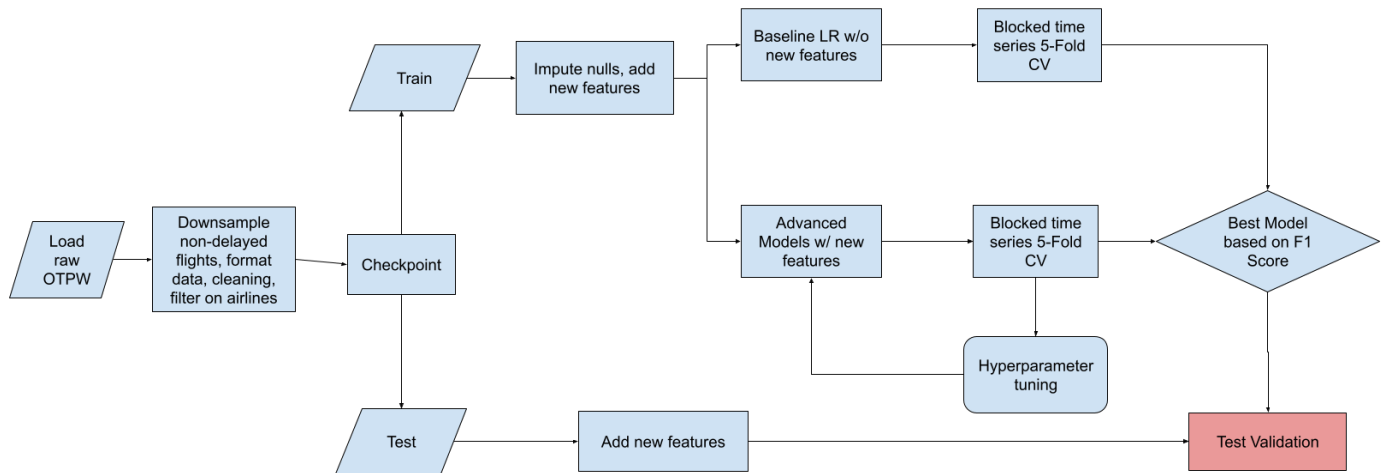 Train
Impute nulls, add
new features
Baseline LR w/o
new features
Blocked time
series 5-Fold
CV
Load
raw
OTPW
Downsample
non-delayed
flights, format
data, cleaning,
filter on airlines
Checkpoint
Advanced
Models w/ new
features
Blocked time
series 5-Fold
CV
Best Model
based on F1
Score
Hyperparameter
tuning
Test
Add new features
Test Validation